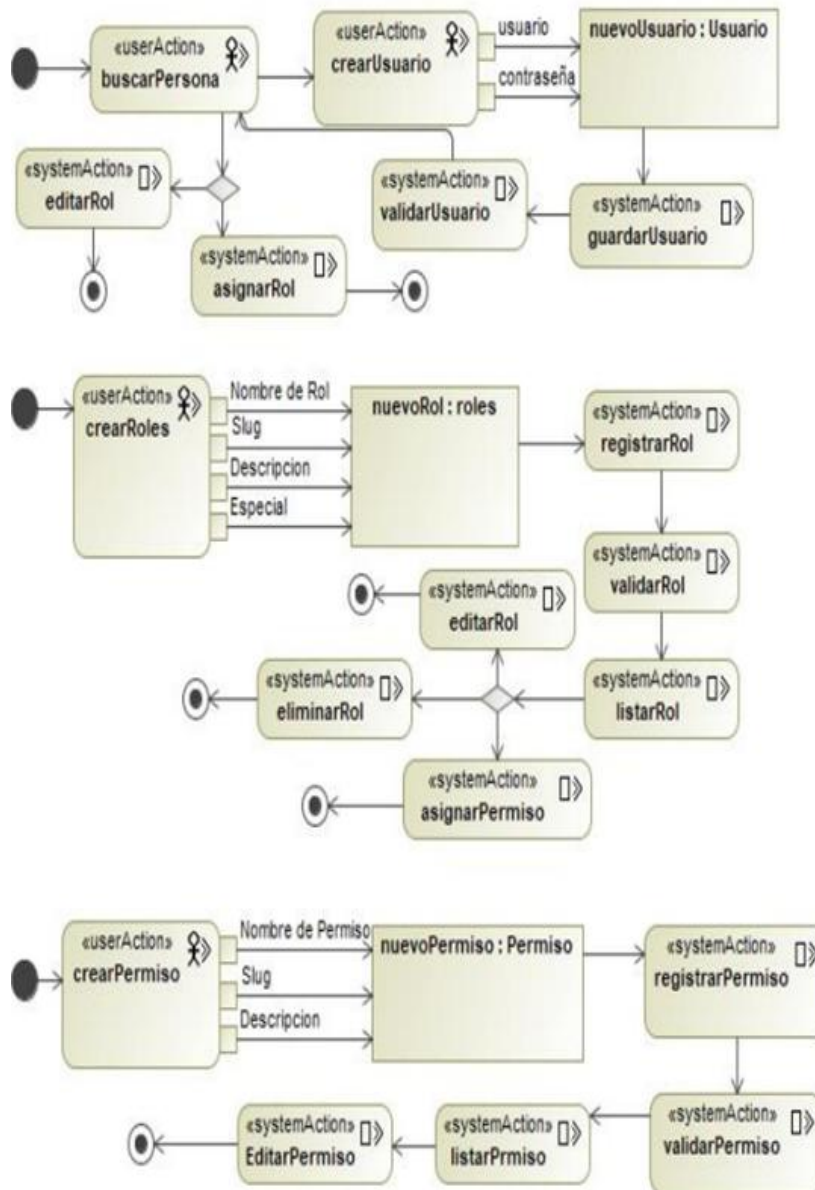 «userAction»
buscarPersona
«userAction»
crearUsuario
usuario
contraseña
nuevoUsuario : Usuario
«systemAction»
editarRol
«systemAction»
asignarRol
«systemAction»
validarUsuario
«systemAction»
guardarUsuario
«userAction»
crearRoles
Nombre de Rol
Slug
Descripcion
Especial
nuevoRol : roles
«systemAction»
registrarRol
«systemAction»
validarRol
«systemAction»
editarRol
«systemAction»
eliminarRol
«systemAction»
listarRol
«systemAction»
asignarPermiso
«userAction»
crearPermiso
Nombre de Permiso
Slug
Descripcion
nuevoPermiso : Permiso
«systemAction»
registrarPermiso
«systemAction»
EditarPermiso
«systemAction»
listarPrmiso
«systemAction»
validarPermiso